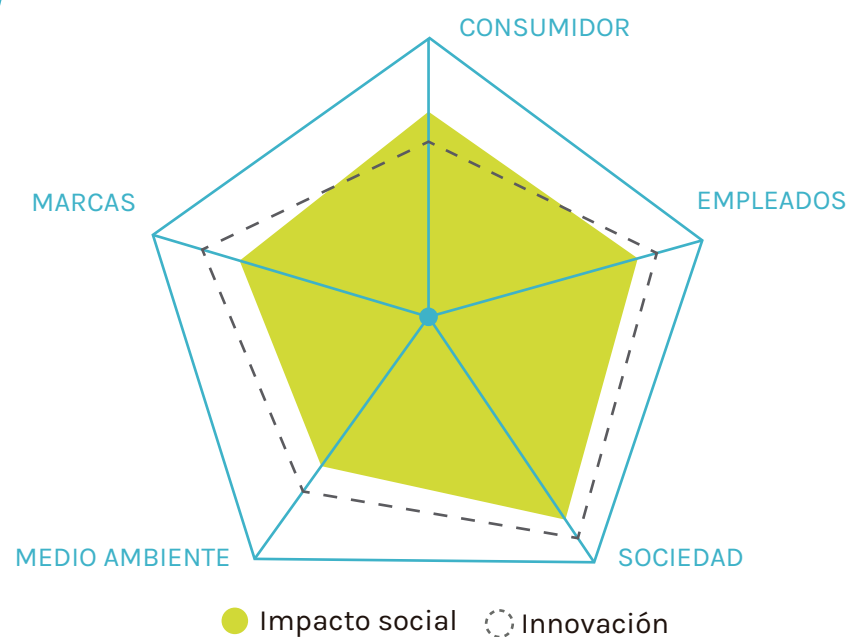 CONSUMIDOR
MARCAS
EMPLEADOS
MEDIO AMBIENTE
SOCIEDAD
Impacto social
Innovación